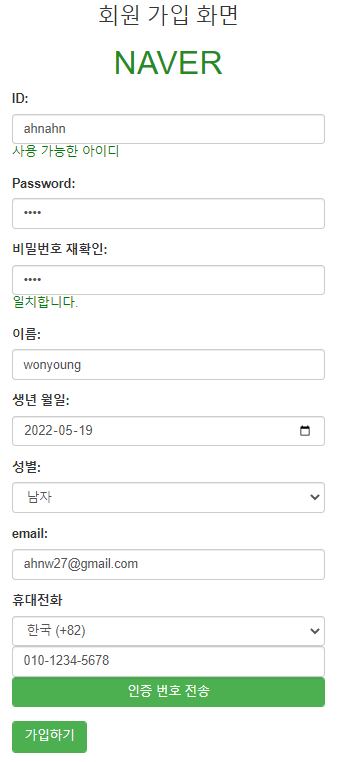 회원 가입 화면
NAVER
ID:
ahnahn
사용 가능한 아이디
Password:
••••
비밀번호 재확인:
••••
일치합니다.
이름:
wonyoung
생년 월일:
2022-05-19
성별:
남자
email:
ahnw27@gmail.com
휴대전화
한국 (+82)
010-1234-5678
인증 번호 전송
가입하기